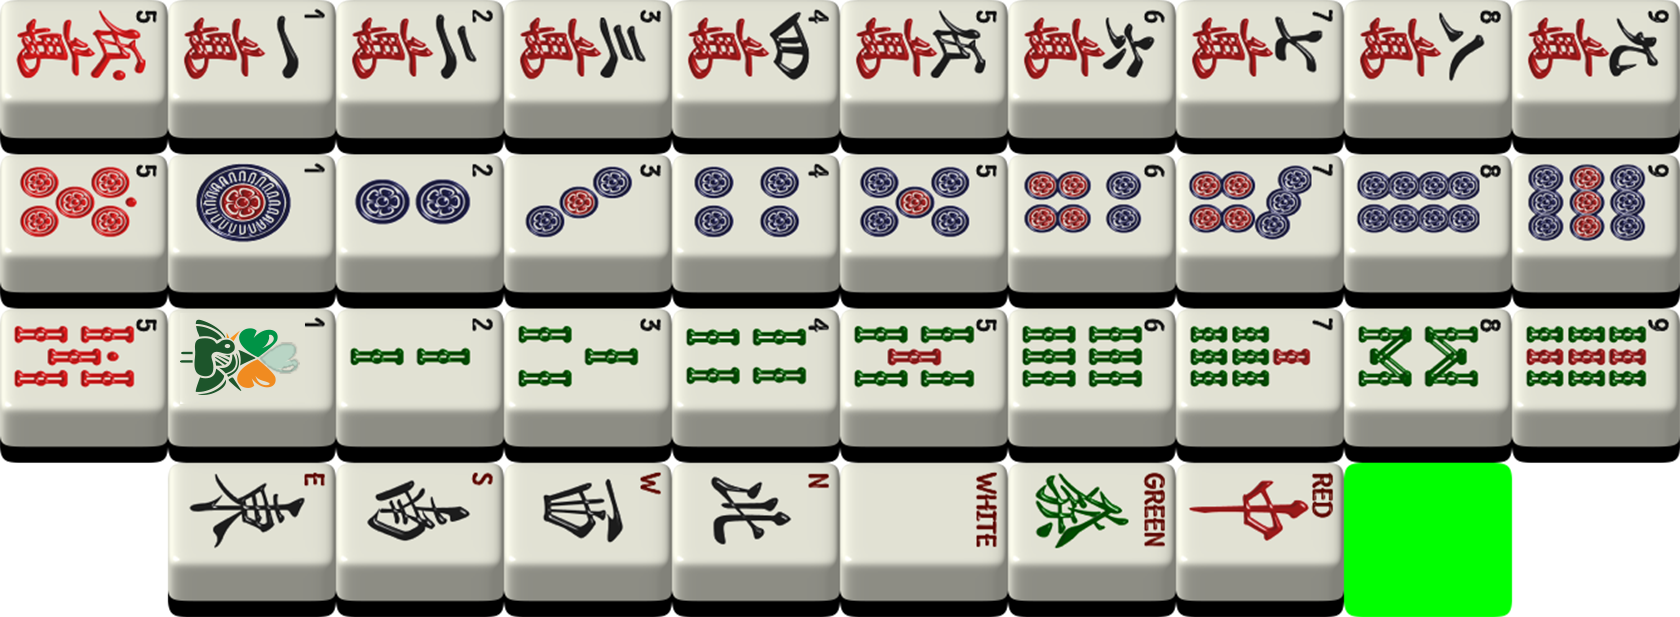 5 伍萬 1 一萬 2 二萬 3 三萬 4 四萬 5 伍萬 6 六萬 7 七萬 8 八萬 9 九萬
5 1 2 3 4 5 6 7 8 9
5 1 2 3 4 5 6 7 8 9
E 東 S 南 W 西 N 北 WHITE GREEN 發 RED 中